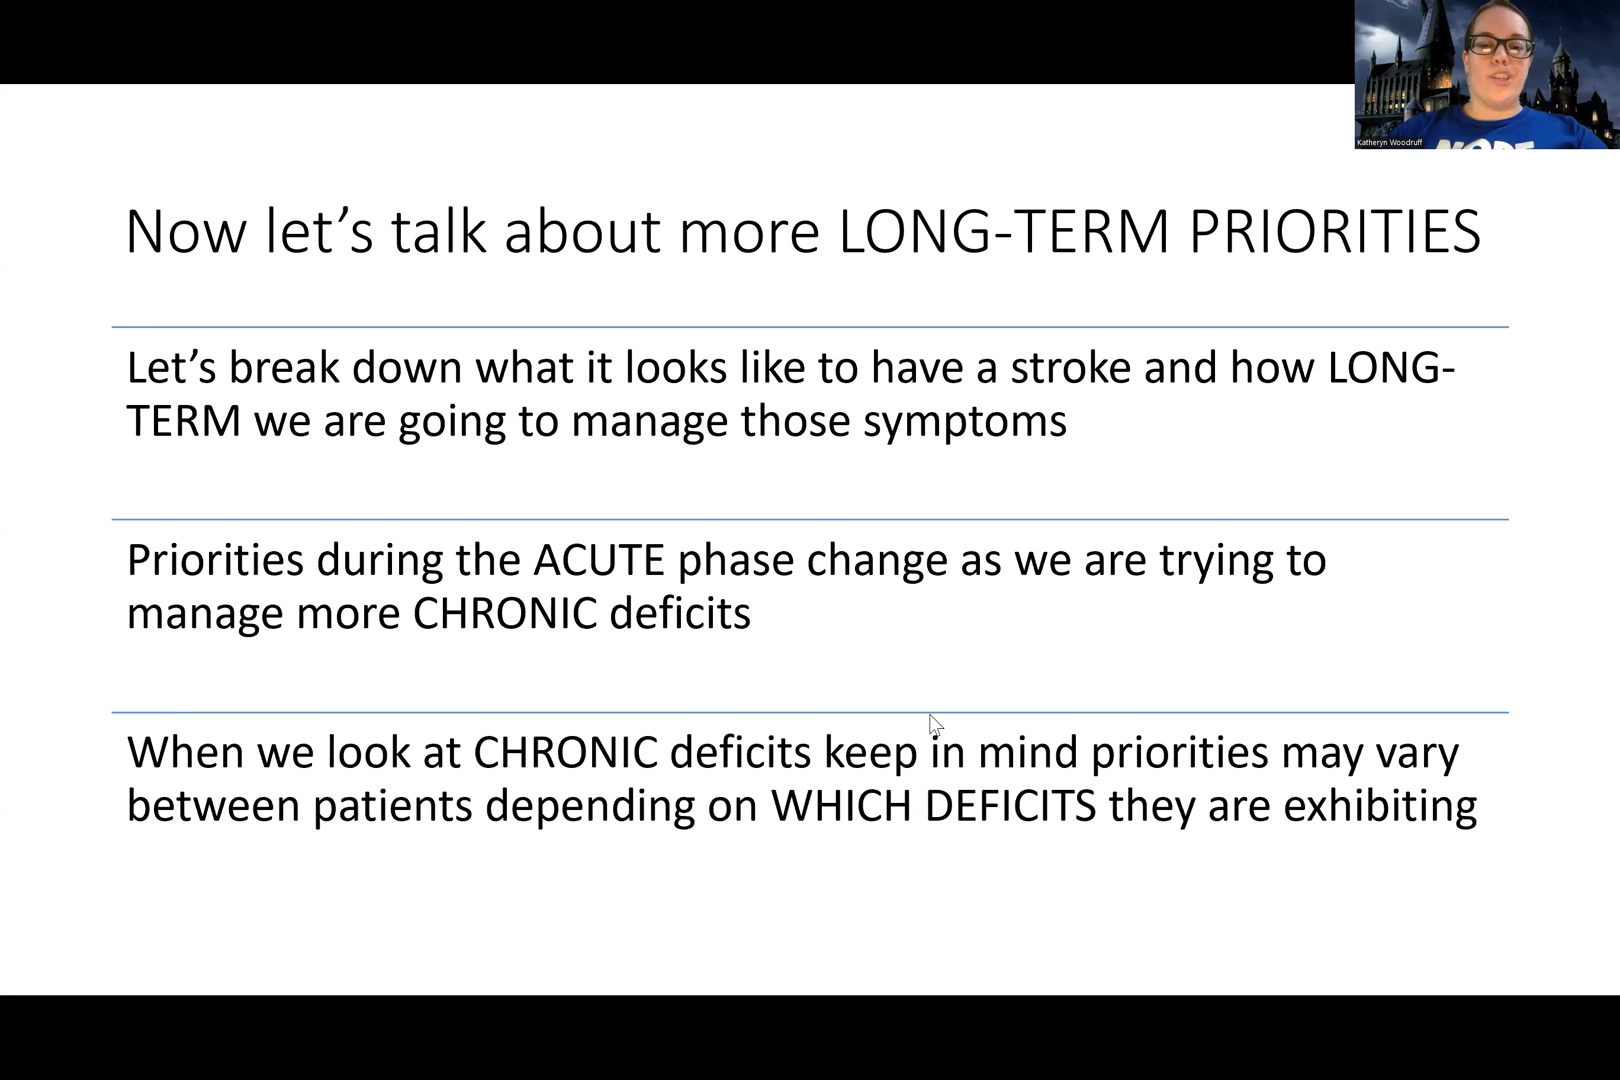 Katheryn Woodruff
Now let's talk about more LONG-TERM PRIORITIES
Let's break down what it looks like to have a stroke and how LONG-
TERM we are going to manage those symptoms
Priorities during the ACUTE phase change as we are trying to
manage more CHRONIC deficits
When we look at CHRONIC deficits keep in mind priorities may vary
between patients depending on WHICH DEFICITS they are exhibiting